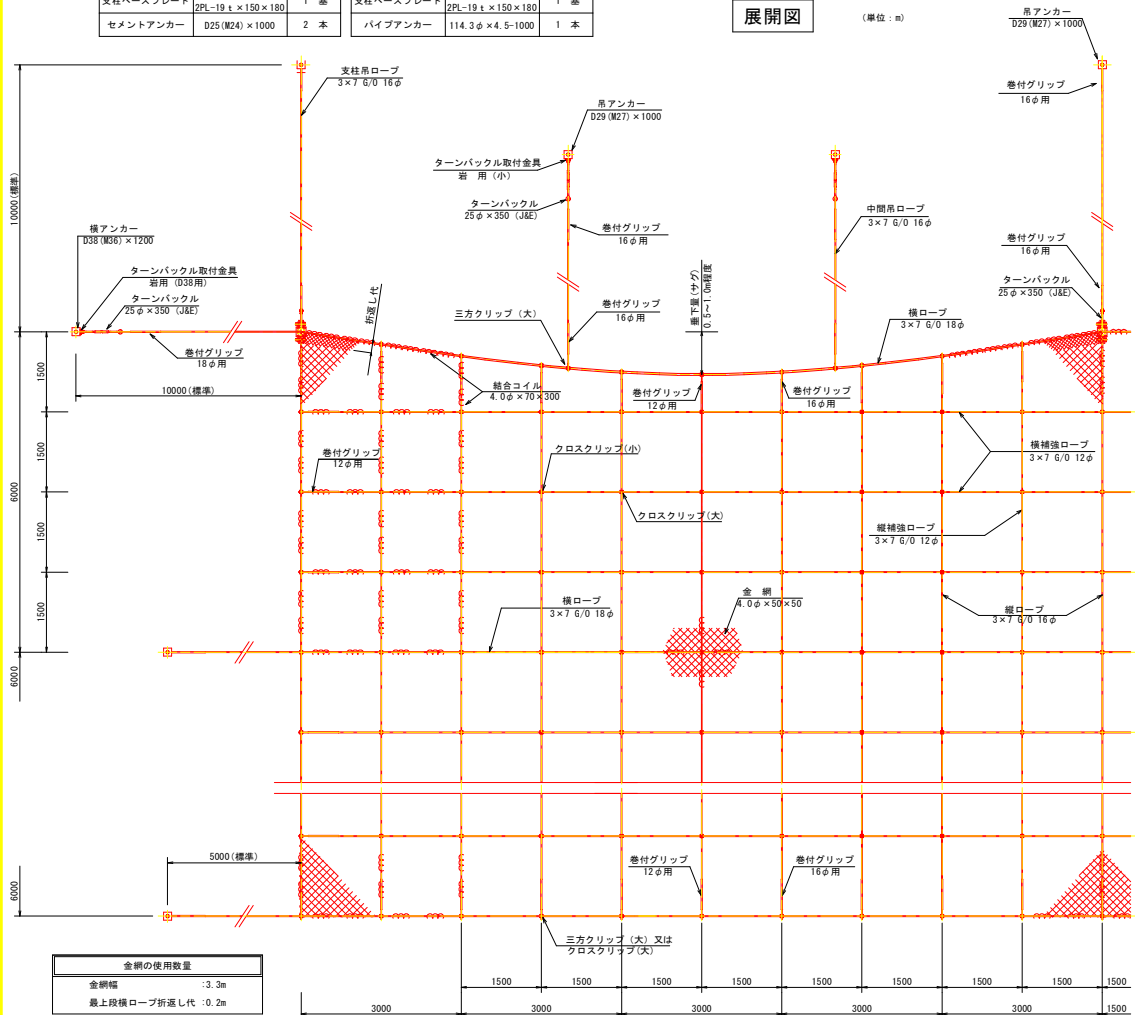 支柱ベースプレート 2PL-19ｔ×150×180 1 基
セメントアンカー D25(M24)×1000 2 本
支柱ベースプレート 2PL-19ｔ×150×180 1 基
パイプアンカー 114.3φ×4.5-1000 1 本
展開図
(単位：m)
吊アンカー
D29(M27)×1000
支柱吊ロープ
3×7 G/O 16φ
巻付グリップ
16φ用
吊アンカー
D29(M27)×1000
ターンバックル取付金具
岩 用 (小)
ターンバックル
25φ×350 (J&E)
巻付グリップ
16φ用
中間吊ロープ
3×7 G/O 16φ
10000(標準)
横アンカー
D38(M36)×1200
ターンバックル取付金具
岩用 (D38用)
ターンバックル
25φ×350 (J&E)
巻付グリップ
18φ用
10000(標準)
折返し代
三方クリップ (大)
巻付グリップ
16φ用
垂下量(サグ)
0.5～1.0m程度
横ロープ
3×7 G/O 18φ
巻付グリップ
16φ用
ターンバックル
25φ×350 (J&E)
結合コイル
4.0φ×70×300
巻付グリップ
12φ用
巻付グリップ
16φ用
1500
1500
1500
1500
6000
6000
6000
巻付グリップ
12φ用
クロスクリップ(小)
クロスクリップ(大)
横補強ロープ
3×7 G/O 12φ
縦補強ロープ
3×7 G/O 12φ
横ロープ
3×7 G/O 18φ
金 網
4.0φ×50×50
縦ロープ
3×7 G/O 16φ
5000(標準)
巻付グリップ
12φ用
巻付グリップ
16φ用
三方クリップ (大) 又は
クロスクリップ(大)
金網の使用数量
金網幅 :3.3m
最上段横ロープ折返し代 :0.2m
1500 1500 1500 1500 1500 1500 1500 1500 1500
3000 3000 3000 3000 3000 1500